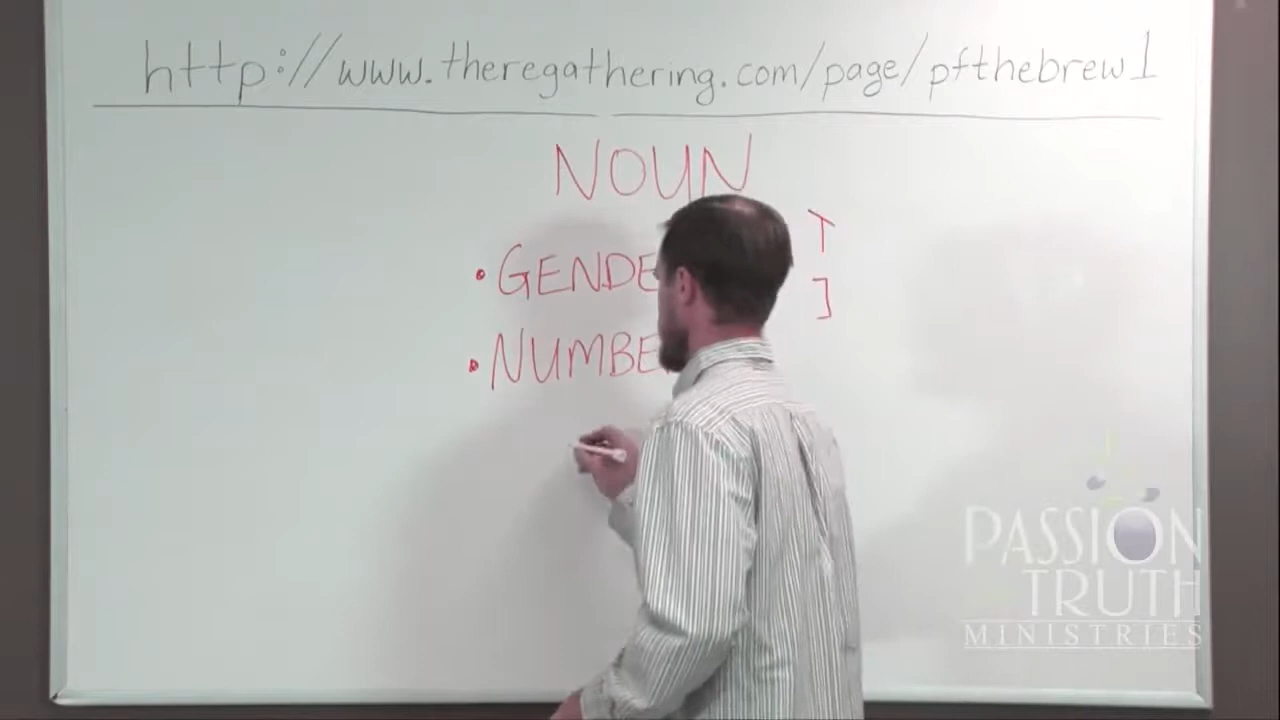 http://www.theregathering.com/page/pfthebrew1
NOUN
• GENDE
• NUMBE
PASSION
TRUTH
MINISTRIES